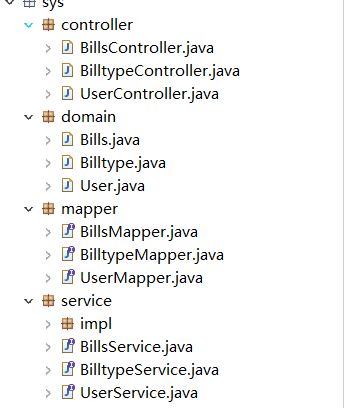 sys
controller
BillsController.java
BilltypeController.java
UserController.java
domain
Bills.java
Billtype.java
User.java
mapper
BillsMapper.java
BilltypeMapper.java
UserMapper.java
service
impl
BillsService.java
BilltypeService.java
UserService.java